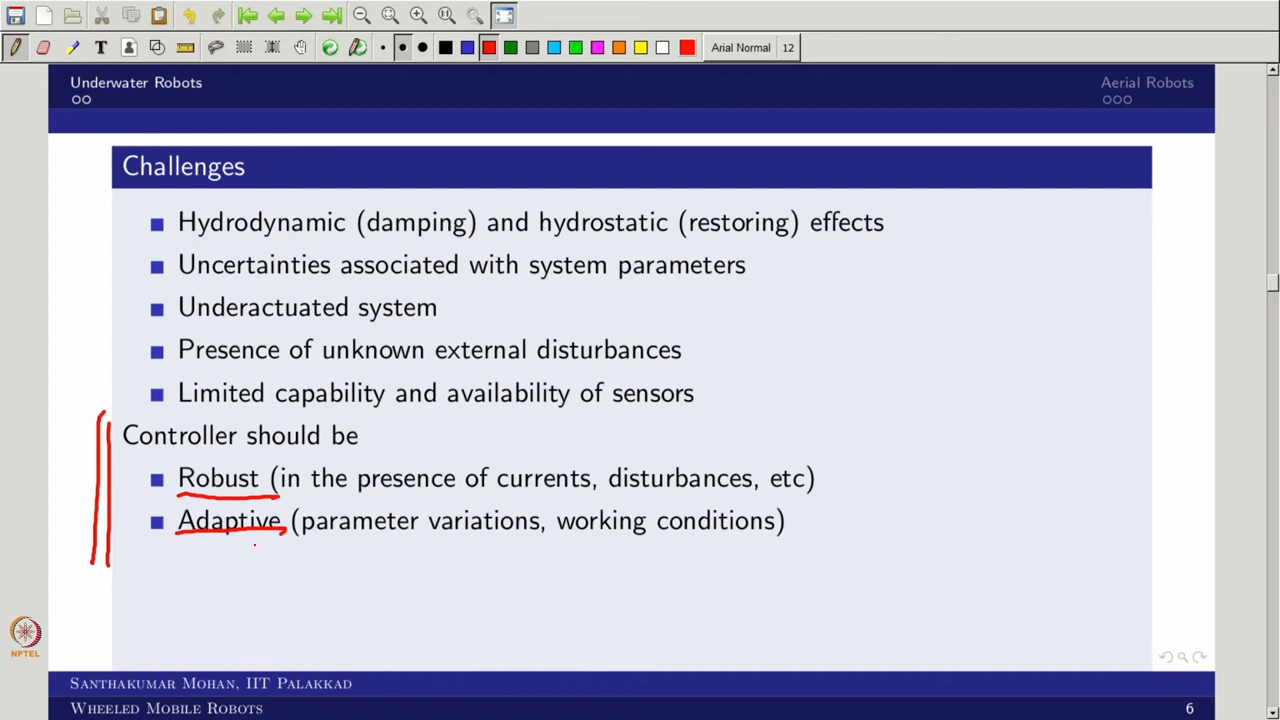 T
1:1
Arial Normal
12
Underwater Robots
Aerial Robots
Challenges
Hydrodynamic (damping) and hydrostatic (restoring) effects
Uncertainties associated with system parameters
Underactuated system
Presence of unknown external disturbances
Limited capability and availability of sensors
Controller should be
Robust (in the presence of currents, disturbances, etc)
Adaptive (parameter variations, working conditions)
NPTEL
Santhakumar Mohan, IIT Palakkad
Wheeled Mobile Robots
6